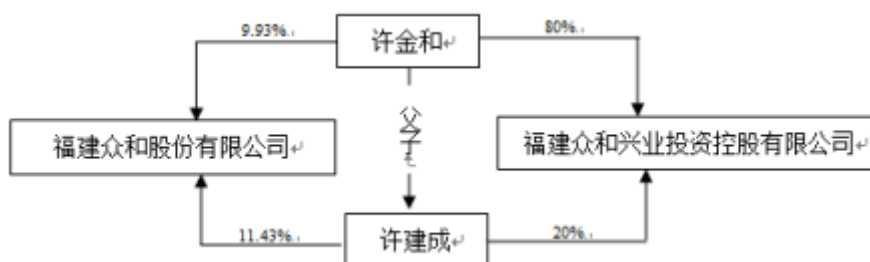 9.93%
许金和
80%
父子
福建众和股份有限公司
福建众和兴业投资控股有限公司
11.43%
许建成
20%